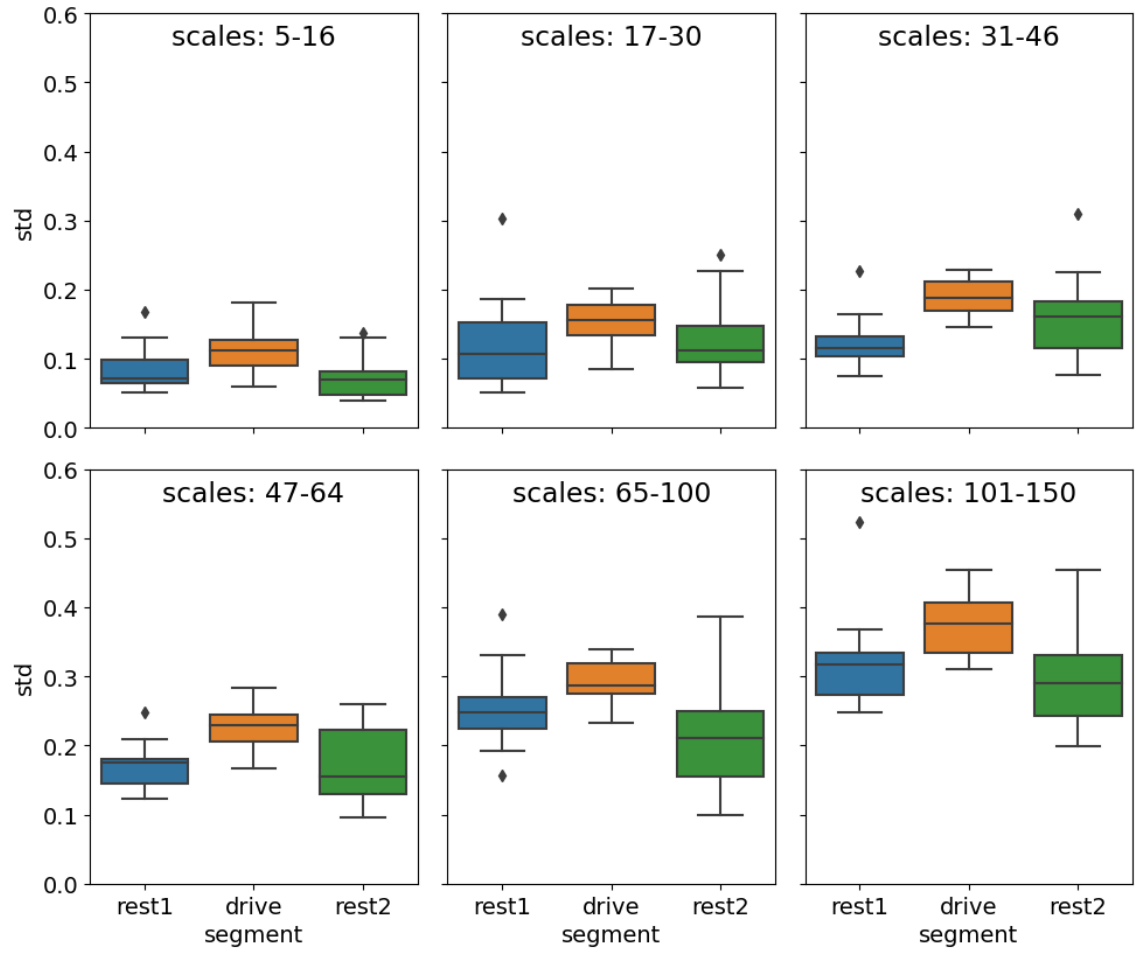 scales: 5-16
scales: 17-30
scales: 31-46
std
0.6
0.5
0.4
0.3
0.2
0.1
0.0
scales: 47-64
scales: 65-100
scales: 101-150
std
0.6
0.5
0.4
0.3
0.2
0.1
0.0
rest1 drive rest2
segment
rest1 drive rest2
segment
rest1 drive rest2
segment